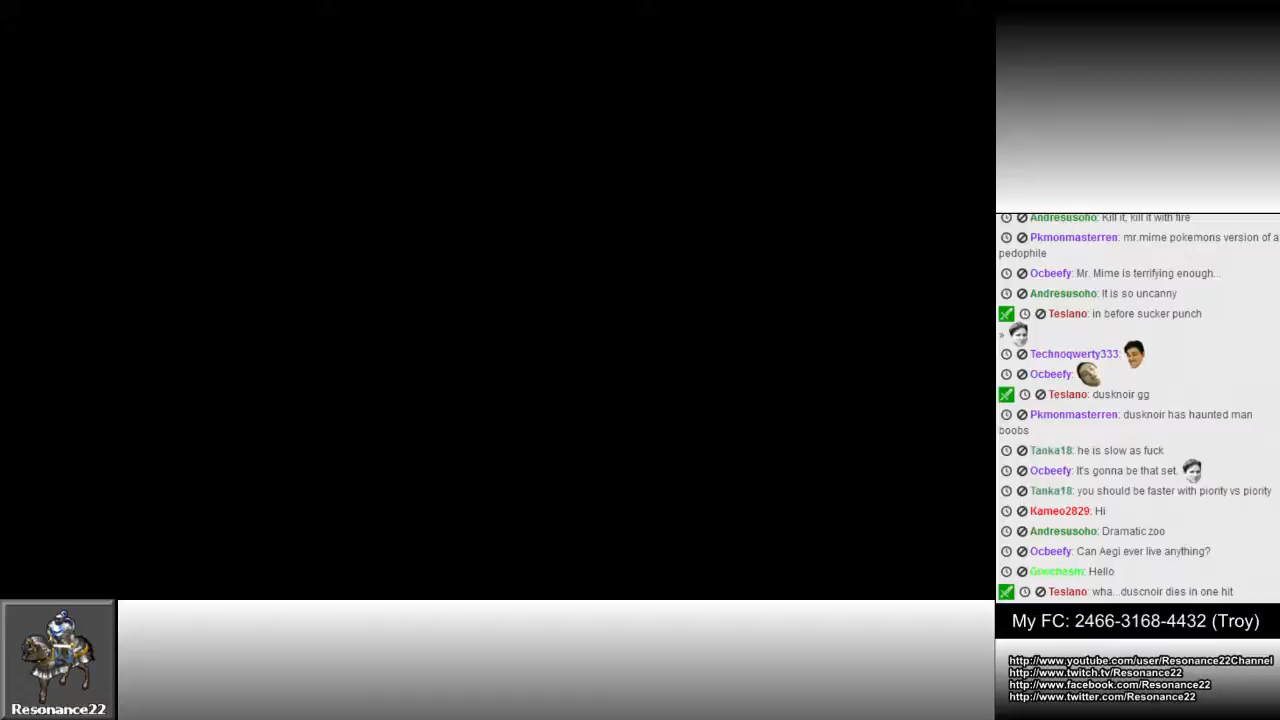 Andresusoho: Kill it, kill it with fire
Pkmonmasterren: mr.mime pokemons version of a
pedophile
Ocbeefy: Mr. Mime is terrifying enough...
Andresusoho: It is so uncanny
Teslano: in before sucker punch
»
Technoqwerty333:
Ocbeefy:
Teslano: dusknoir gg
Pkmonmasterren: dusknoir has haunted man
boobs
Tanka18: he is slow as fuck
Ocbeefy: It's gonna be that set.
Tanka18: you should be faster with piority vs piority
Kameo2829: Hi
Andresusoho: Dramatic zoo
Ocbeefy: Can Aegi ever live anything?
Goochasm: Hello
Teslano: wha...duscnoir dies in one hit
My FC: 2466-3168-4432 (Troy)
http://www.youtube.com/user/Resonance22Channel
http://www.twitch.tv/Resonance22
http://www.facebook.com/Resonance22
http://www.twitter.com/Resonance22
Resonance22